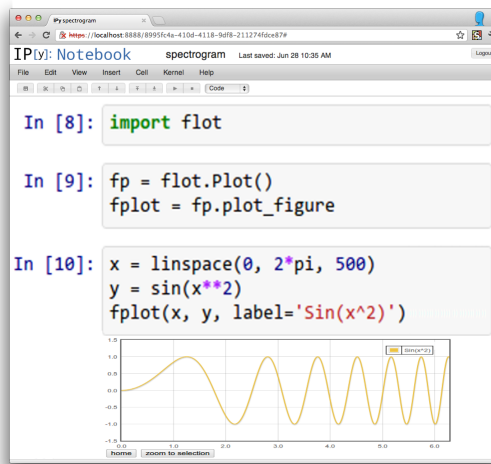 IPy spectrogram
https://localhost:8888/8995fc4a-410d-4118-9df8-211274fdce87#
IP[y]: Notebook spectrogram Last saved: Jun 28 10:35 AM Logou
File Edit View Insert Cell Kernel Help
Code
In [8]: import flot
In [9]: fp = flot.Plot()
fplot = fp.plot_figure
In [10]: x = linspace(0, 2*pi, 500)
y = sin(x**2)
fplot(x, y, label='Sin(x^2)')
1.5
Sin(x^2)
1.0
0.5
0.0
-0.5
-1.0
-1.5
0.0 1.0 2.0 3.0 4.0 5.0 6.0
home zoom to selection